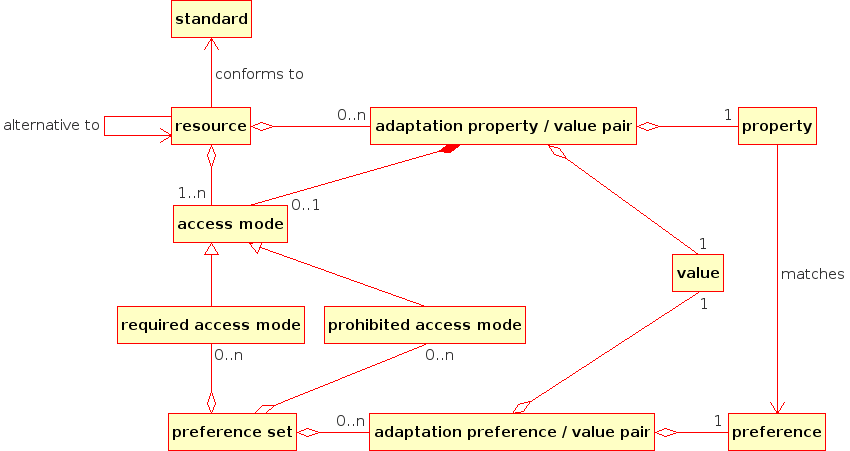 standard
conforms to
alternative to
resource
0..n
adaptation property / value pair
1
property
1..n
0..1
access mode
1
value
1
matches
required access mode
prohibited access mode
0..n
0..n
preference set
0..n
adaptation preference / value pair
1
preference